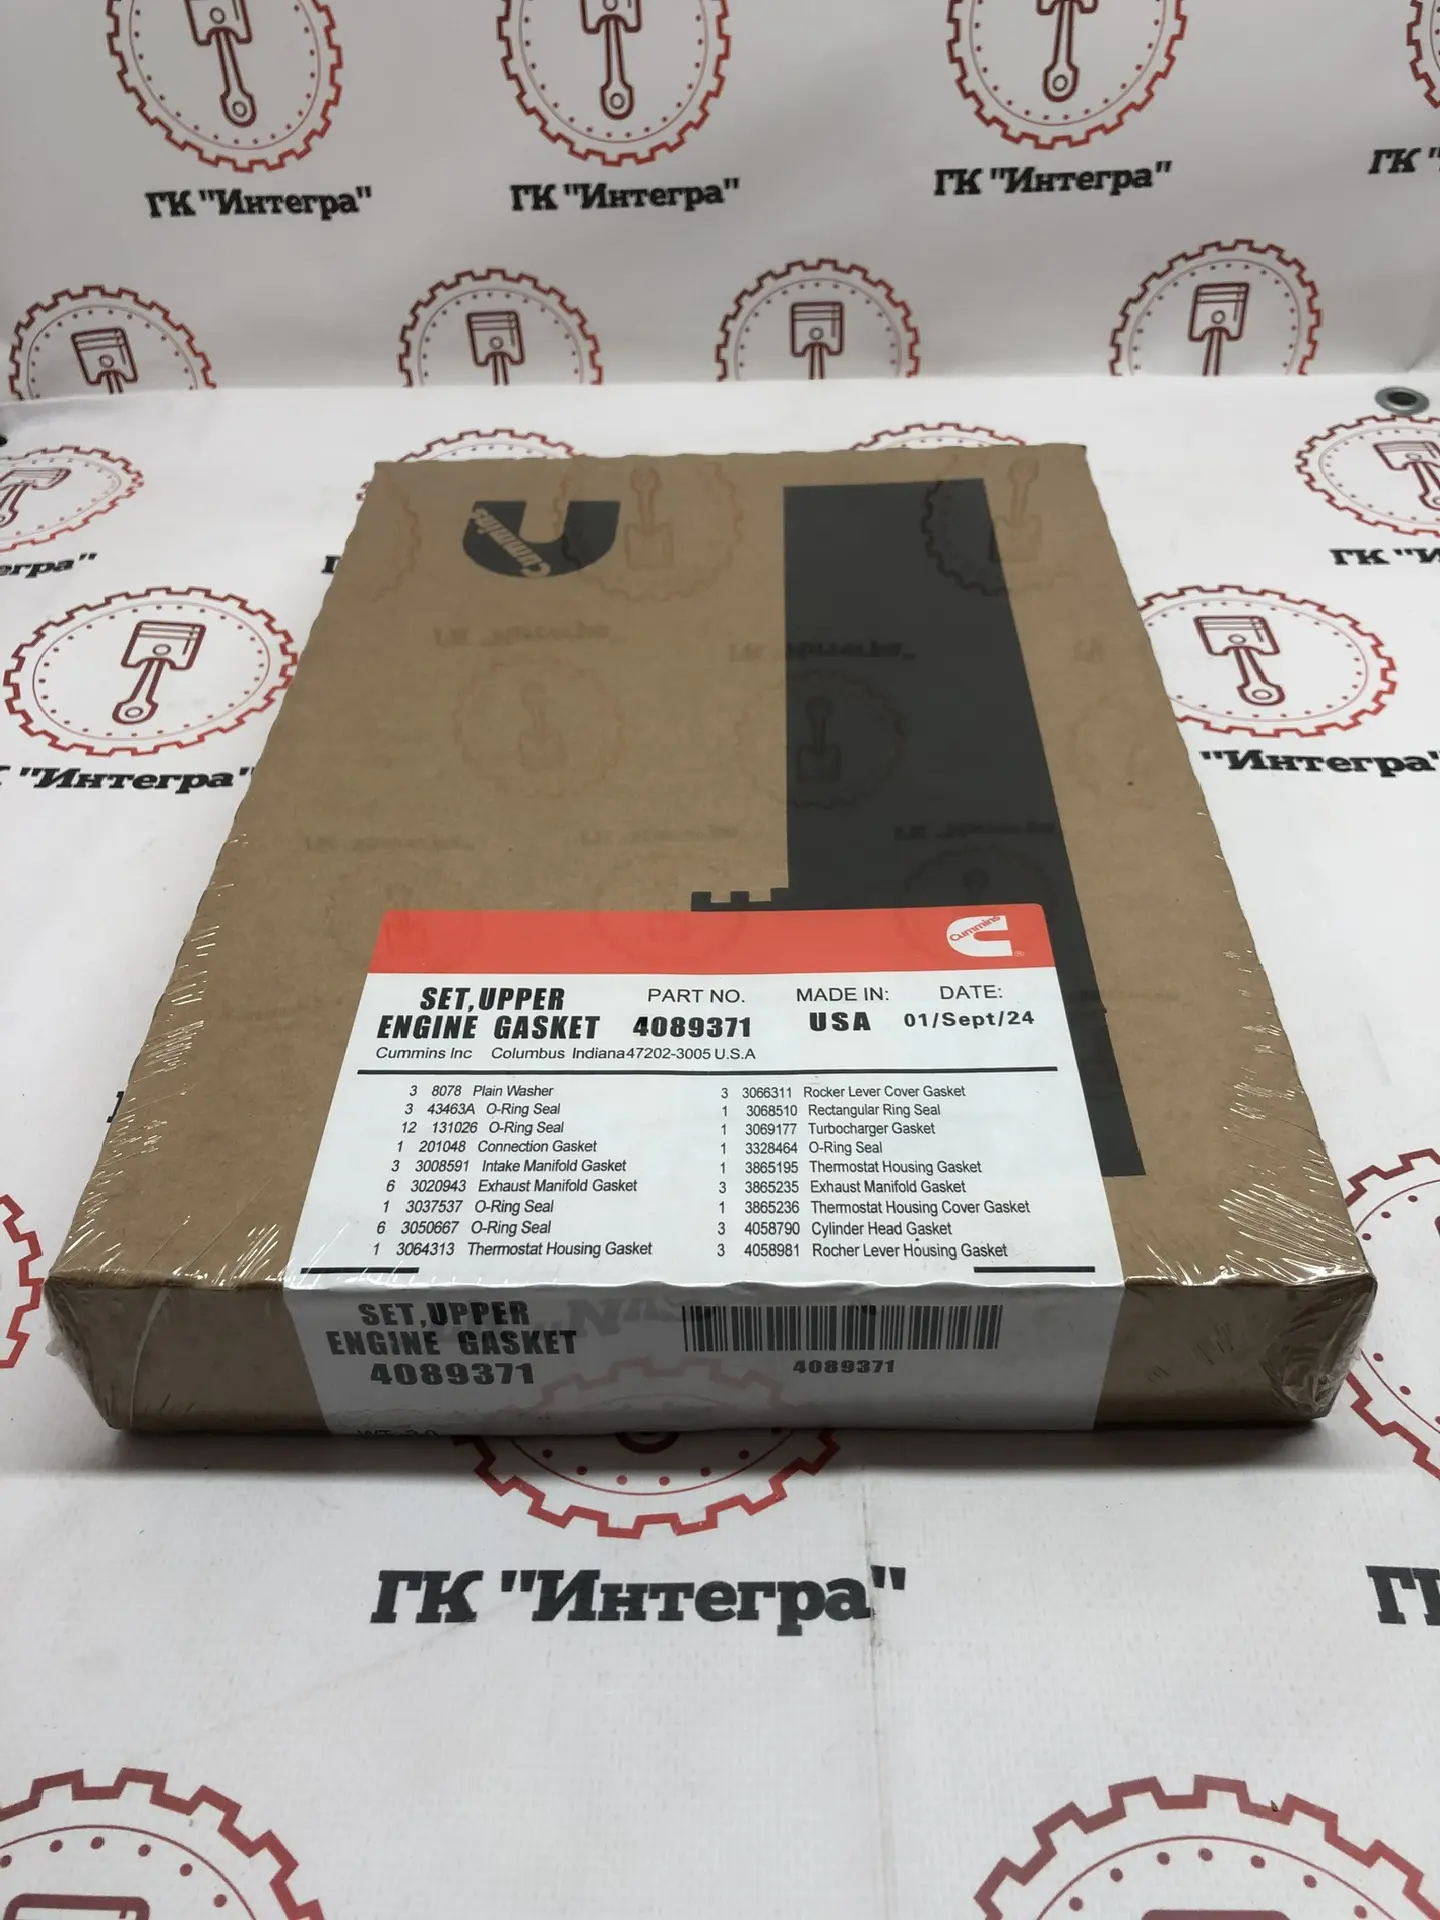 ГК "Интегра"
ГК "Интегра"
ГК "Интегра"
ГК "
Cummins
SET,UPPER
ENGINE GASKET
PART NO.
4089371
MADE IN:
USA
DATE:
01/Sept/24
Cummins
Cummins Inc Columbus Indiana47202-3005 U.S.A
3 8078 Plain Washer
3 43463A O-Ring Seal
12 131026 O-Ring Seal
1 201048 Connection Gasket
3 3008591 Intake Manifold Gasket
6 3020943 Exhaust Manifold Gasket
1 3037537 O-Ring Seal
6 3050667 O-Ring Seal
1 3064313 Thermostat Housing Gasket
3 3066311 Rocker Lever Cover Gasket
1 3068510 Rectangular Ring Seal
1 3069177 Turbocharger Gasket
1 3328464 O-Ring Seal
1 3865195 Thermostat Housing Gasket
3 3865235 Exhaust Manifold Gasket
1 3865236 Thermostat Housing Cover Gasket
3 4058790 Cylinder Head Gasket
3 4058981 Rocher Lever Housing Gasket
SET,UPPER
ENGINE GASKET
4089371
4089371
"Интегра"
"Интегра
ГК "Интегра"